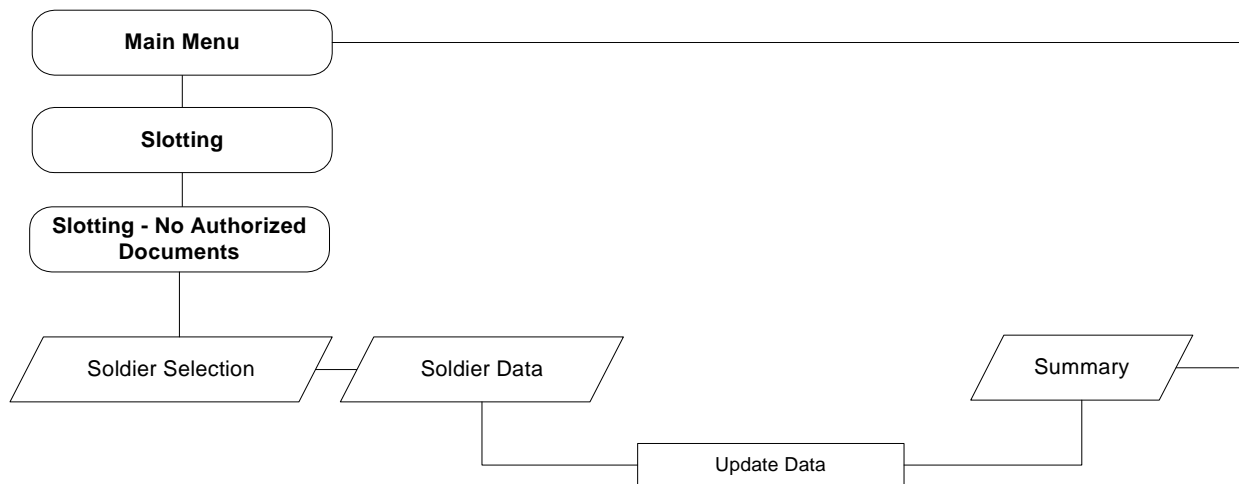 Main Menu
Slotting
Slotting - No Authorized
Documents
Soldier Selection
Soldier Data
Summary
Update Data